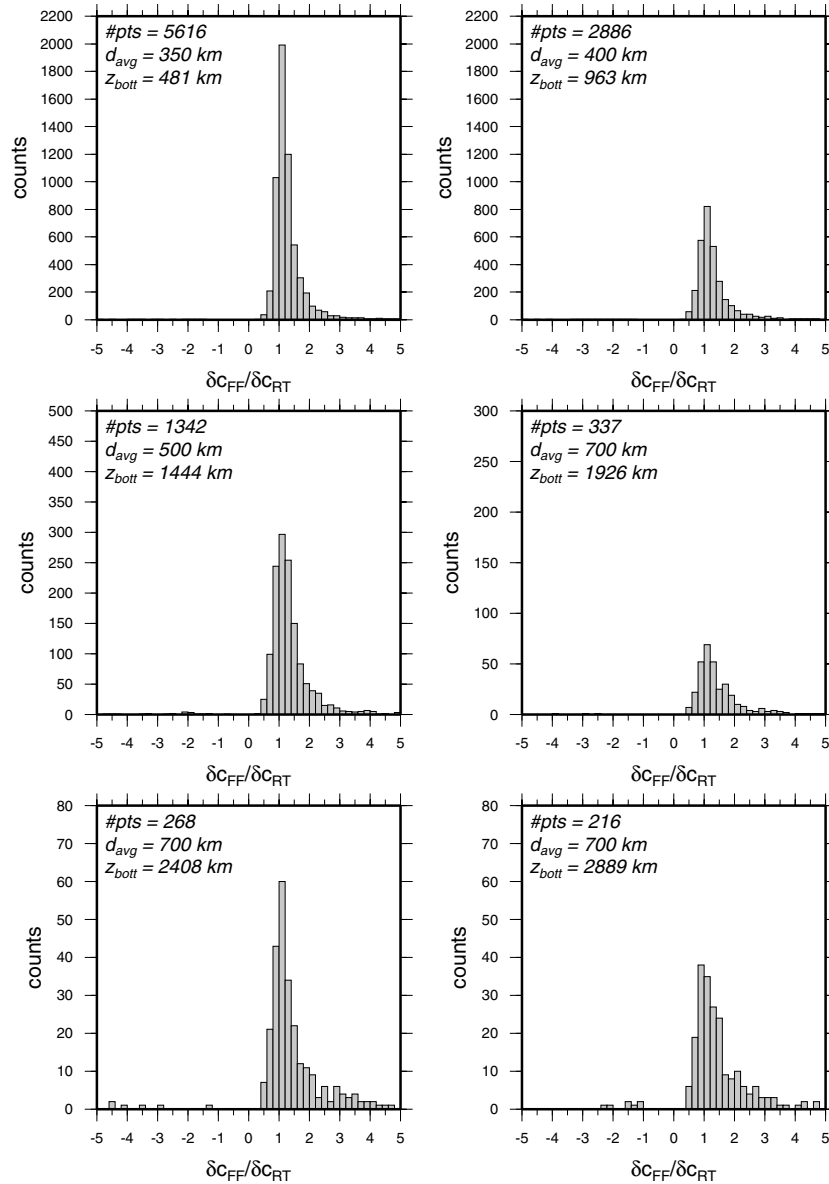 #pts = 5616
d_avg = 350 km
z_bott = 481 km
2200
2000
1800
1600
1400
1200
1000
800
600
400
200
0
counts
-5 -4 -3 -2 -1 0 1 2 3 4 5
δc_FF/δc_RT
#pts = 2886
d_avg = 400 km
z_bott = 963 km
2200
2000
1800
1600
1400
1200
1000
800
600
400
200
0
counts
-5 -4 -3 -2 -1 0 1 2 3 4 5
δc_FF/δc_RT
#pts = 1342
d_avg = 500 km
z_bott = 1444 km
500
450
400
350
300
250
200
150
100
50
0
counts
-5 -4 -3 -2 -1 0 1 2 3 4 5
δc_FF/δc_RT
#pts = 337
d_avg = 700 km
z_bott = 1926 km
300
250
200
150
100
50
0
counts
-5 -4 -3 -2 -1 0 1 2 3 4 5
δc_FF/δc_RT
#pts = 268
d_avg = 700 km
z_bott = 2408 km
80
70
60
50
40
30
20
10
0
counts
-5 -4 -3 -2 -1 0 1 2 3 4 5
δc_FF/δc_RT
#pts = 216
d_avg = 700 km
z_bott = 2889 km
80
70
60
50
40
30
20
10
0
counts
-5 -4 -3 -2 -1 0 1 2 3 4 5
δc_FF/δc_RT